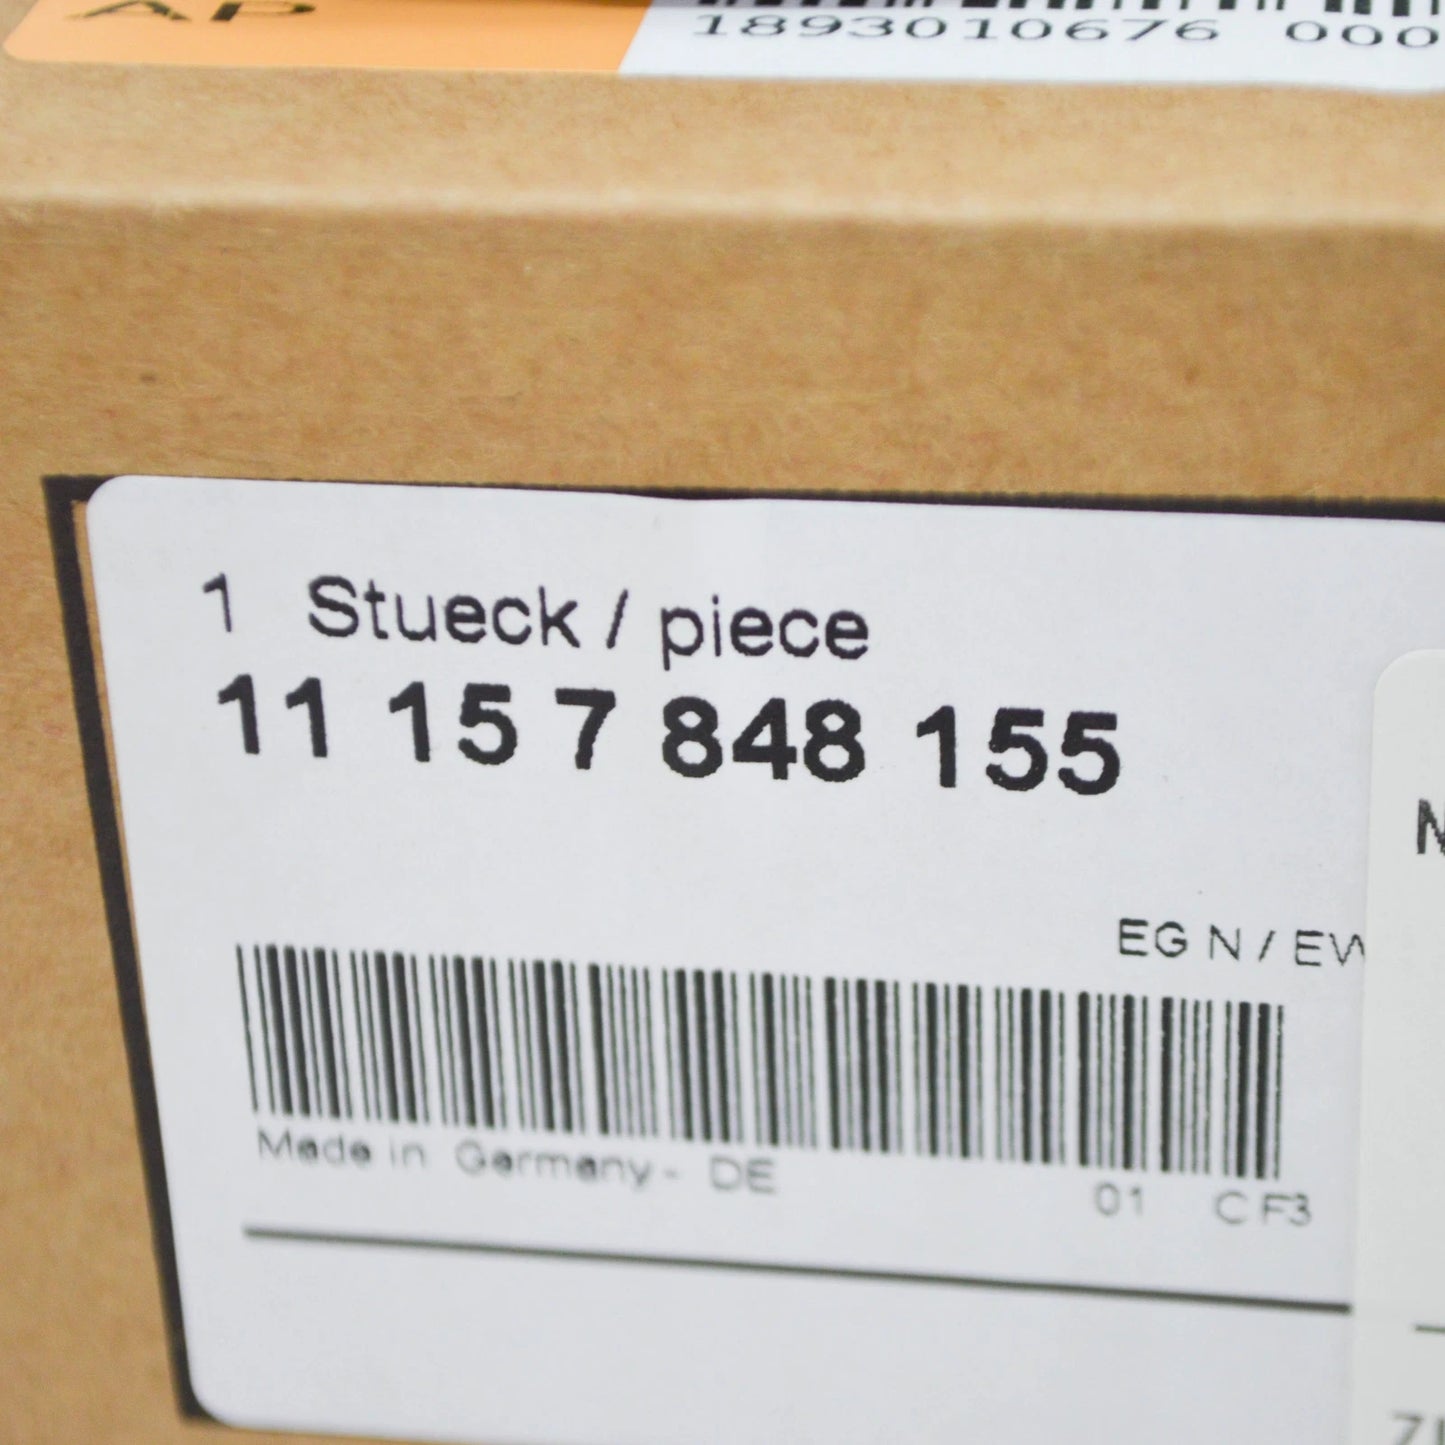 AP
1893010676 000
1 Stueck / piece
11 15 7 848 155
EG N / EW
Made in Germany - DE 01 CF3